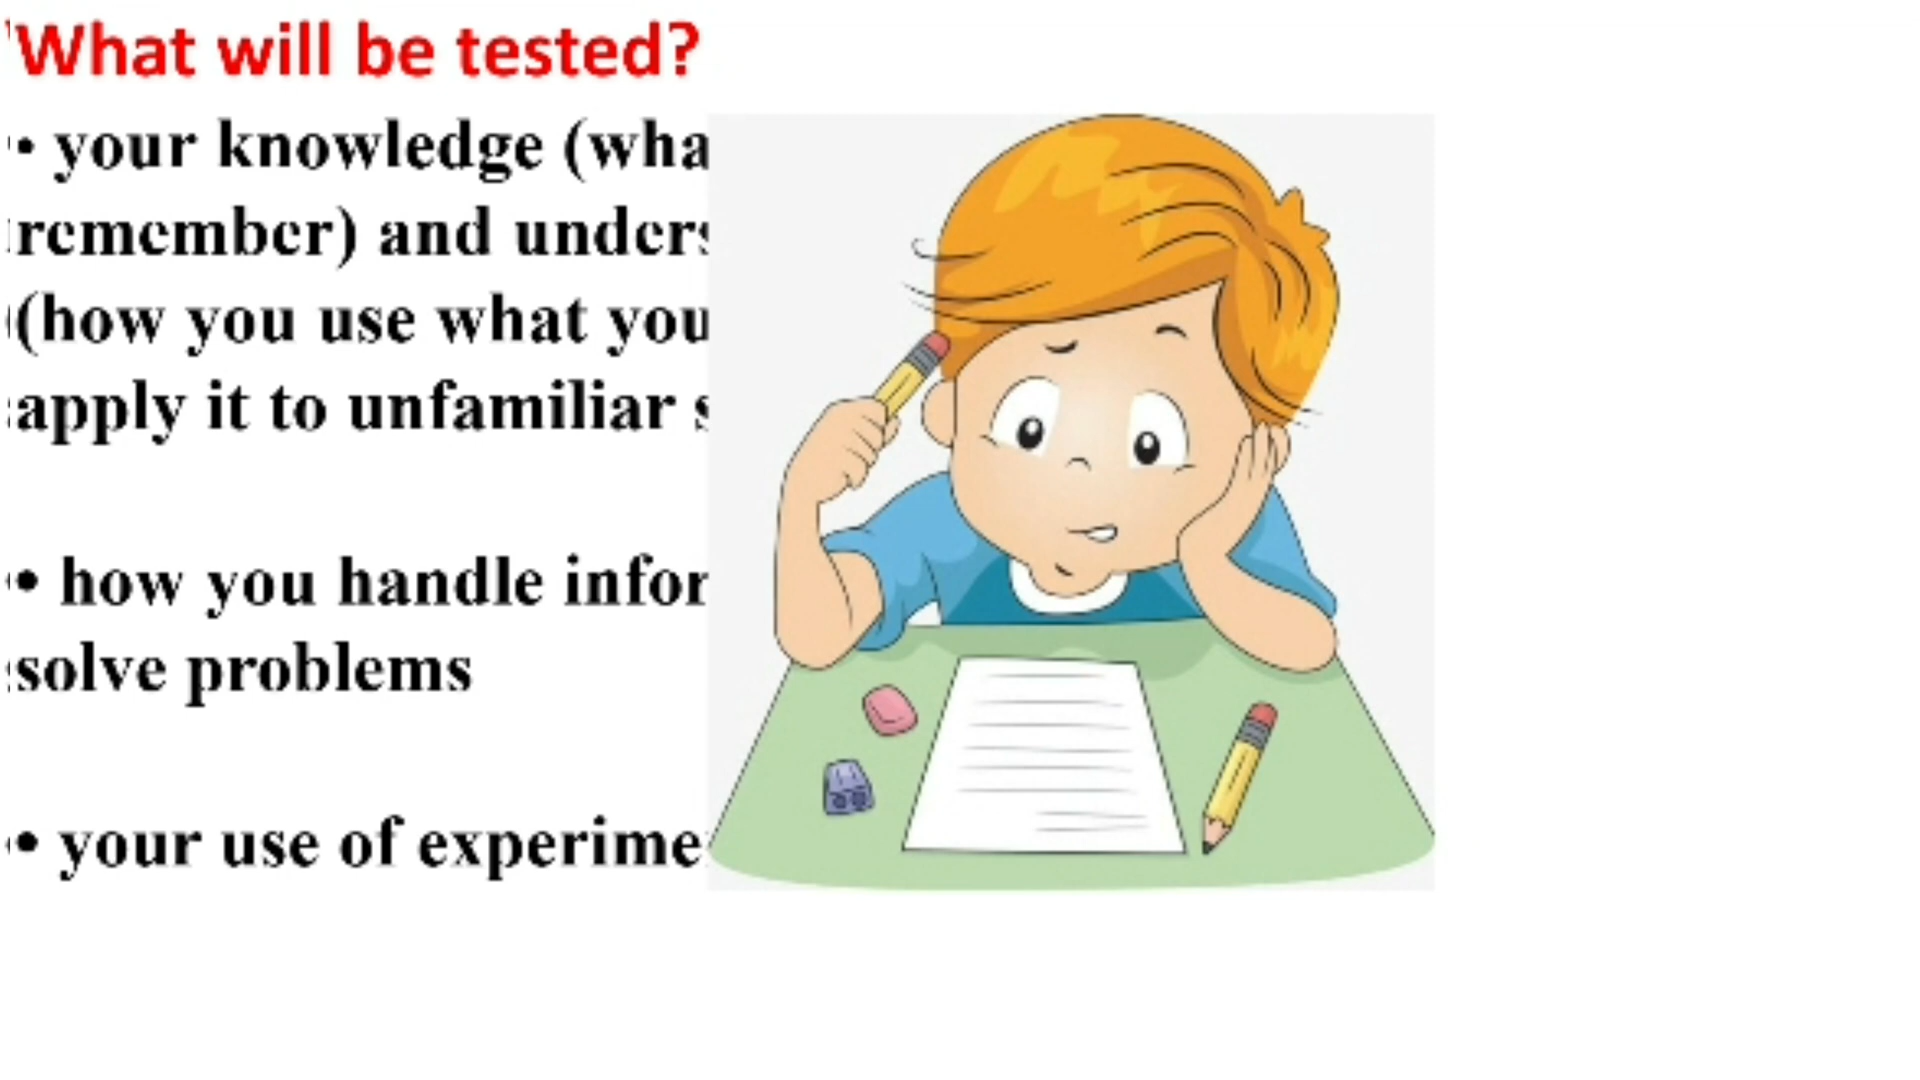 What will be tested?
• your knowledge (wha
remember) and unders
(how you use what you
apply it to unfamiliar s
• how you handle infor
solve problems
• your use of experime